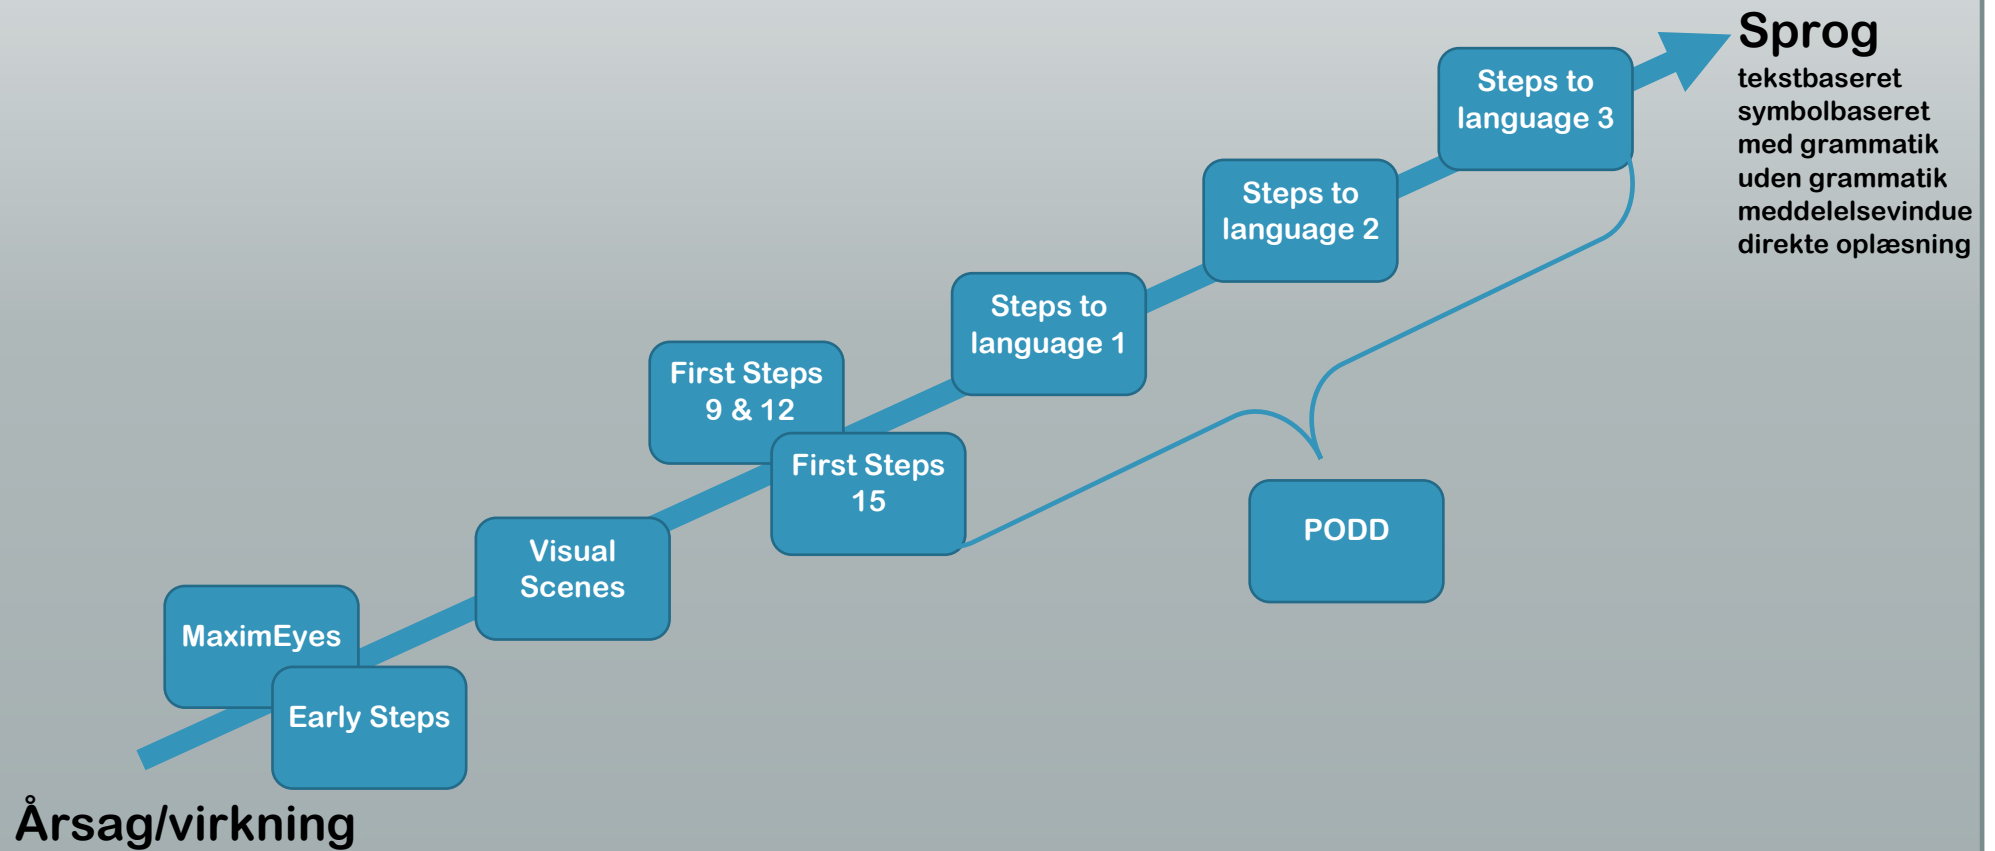 Sprog
tekstbaseret
symbolbaseret
med grammatik
uden grammatik
meddelelsevindue
direkte oplæsning
Steps to
language 3
Steps to
language 2
Steps to
language 1
First Steps
9 & 12
First Steps
15
PODD
Visual
Scenes
MaximEyes
Early Steps
Årsag/virkning